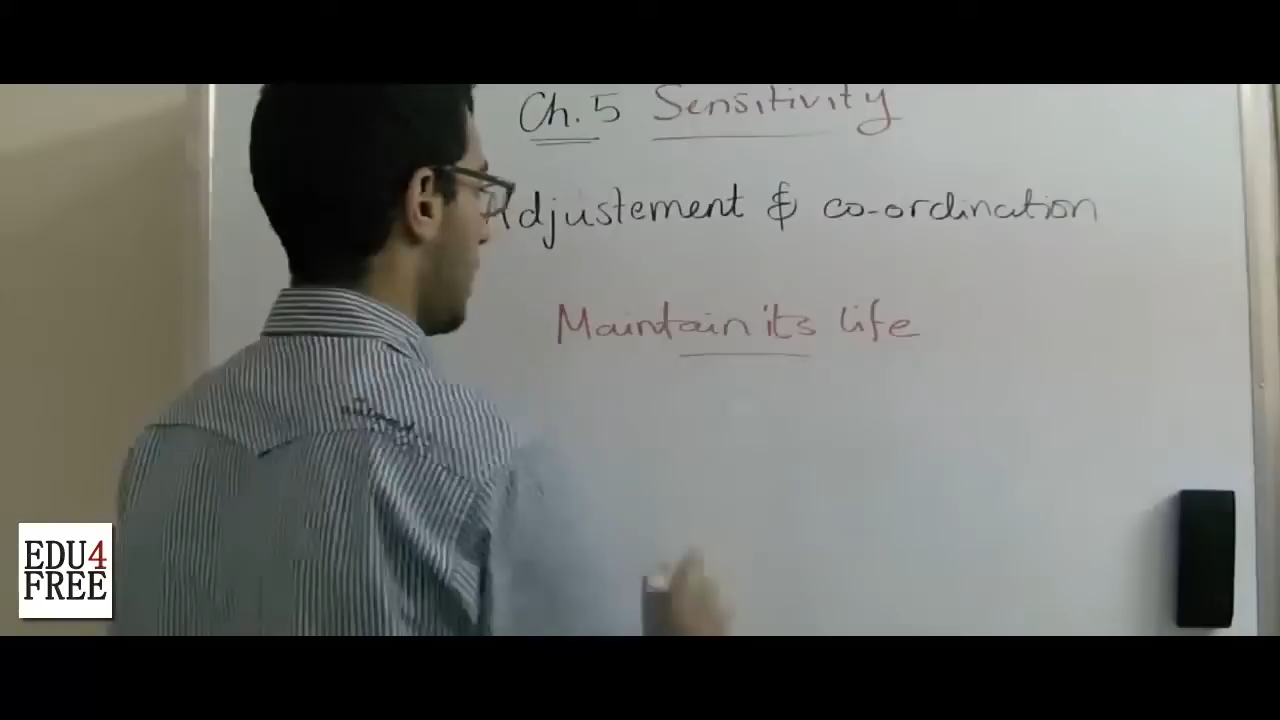 Ch. 5 Sensitivity
Adjustement & co-ordination
Maintain its life
EDU4
FREE